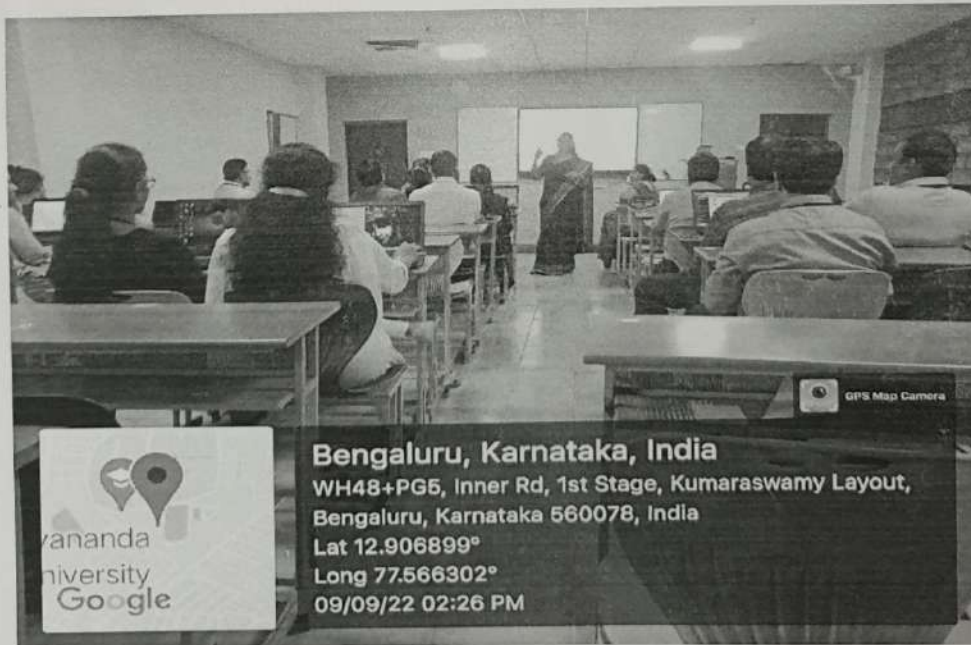 GPS Map Camera
Bengaluru, Karnataka, India
WH48+PG5, Inner Rd, 1st Stage, Kumaraswamy Layout,
Bengaluru, Karnataka 560078, India
Lat 12.906899°
Long 77.566302°
09/09/22 02:26 PM
yananda
niversity
Google